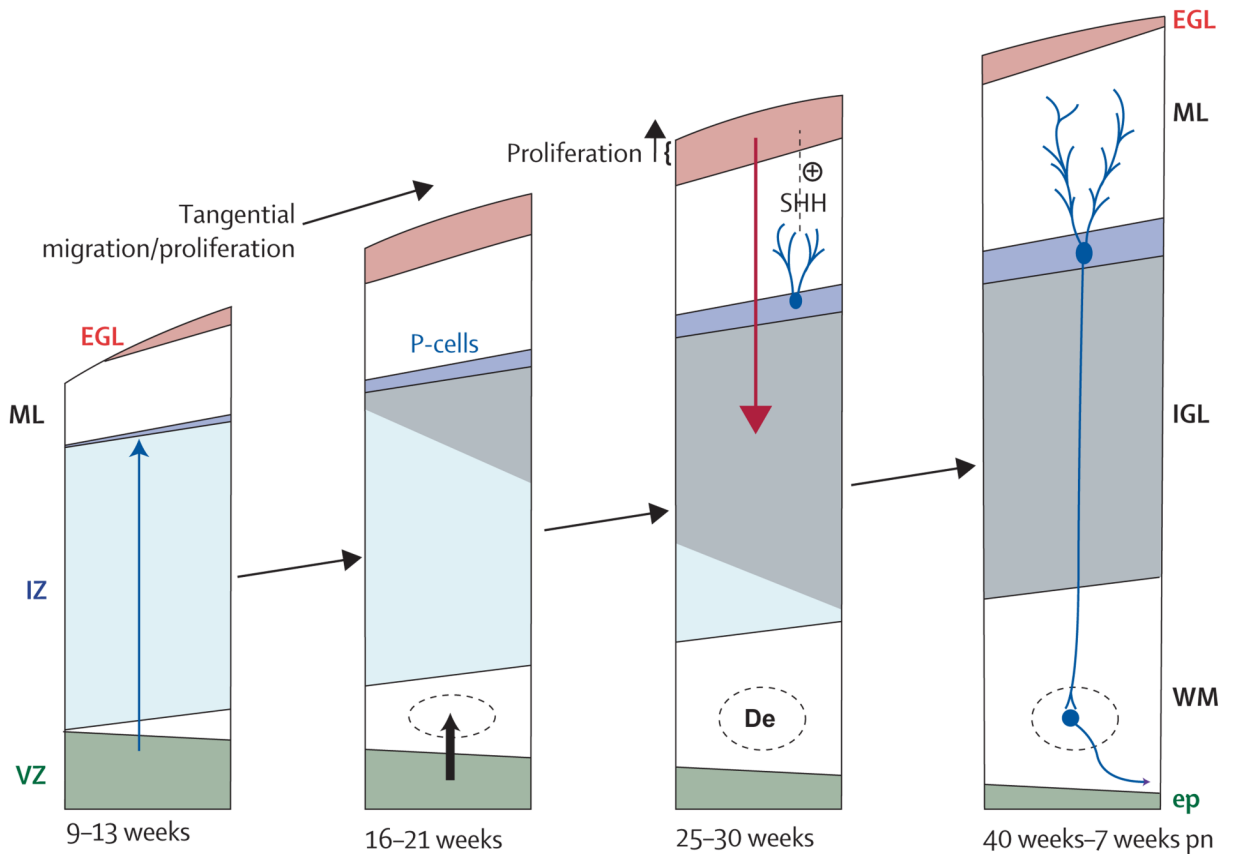 EGL
ML
Proliferation
{
+
SHH
Tangential
migration/proliferation
EGL
P-cells
ML
IGL
IZ
De
WM
VZ
ep
9–13 weeks
16–21 weeks
25–30 weeks
40 weeks–7 weeks pn